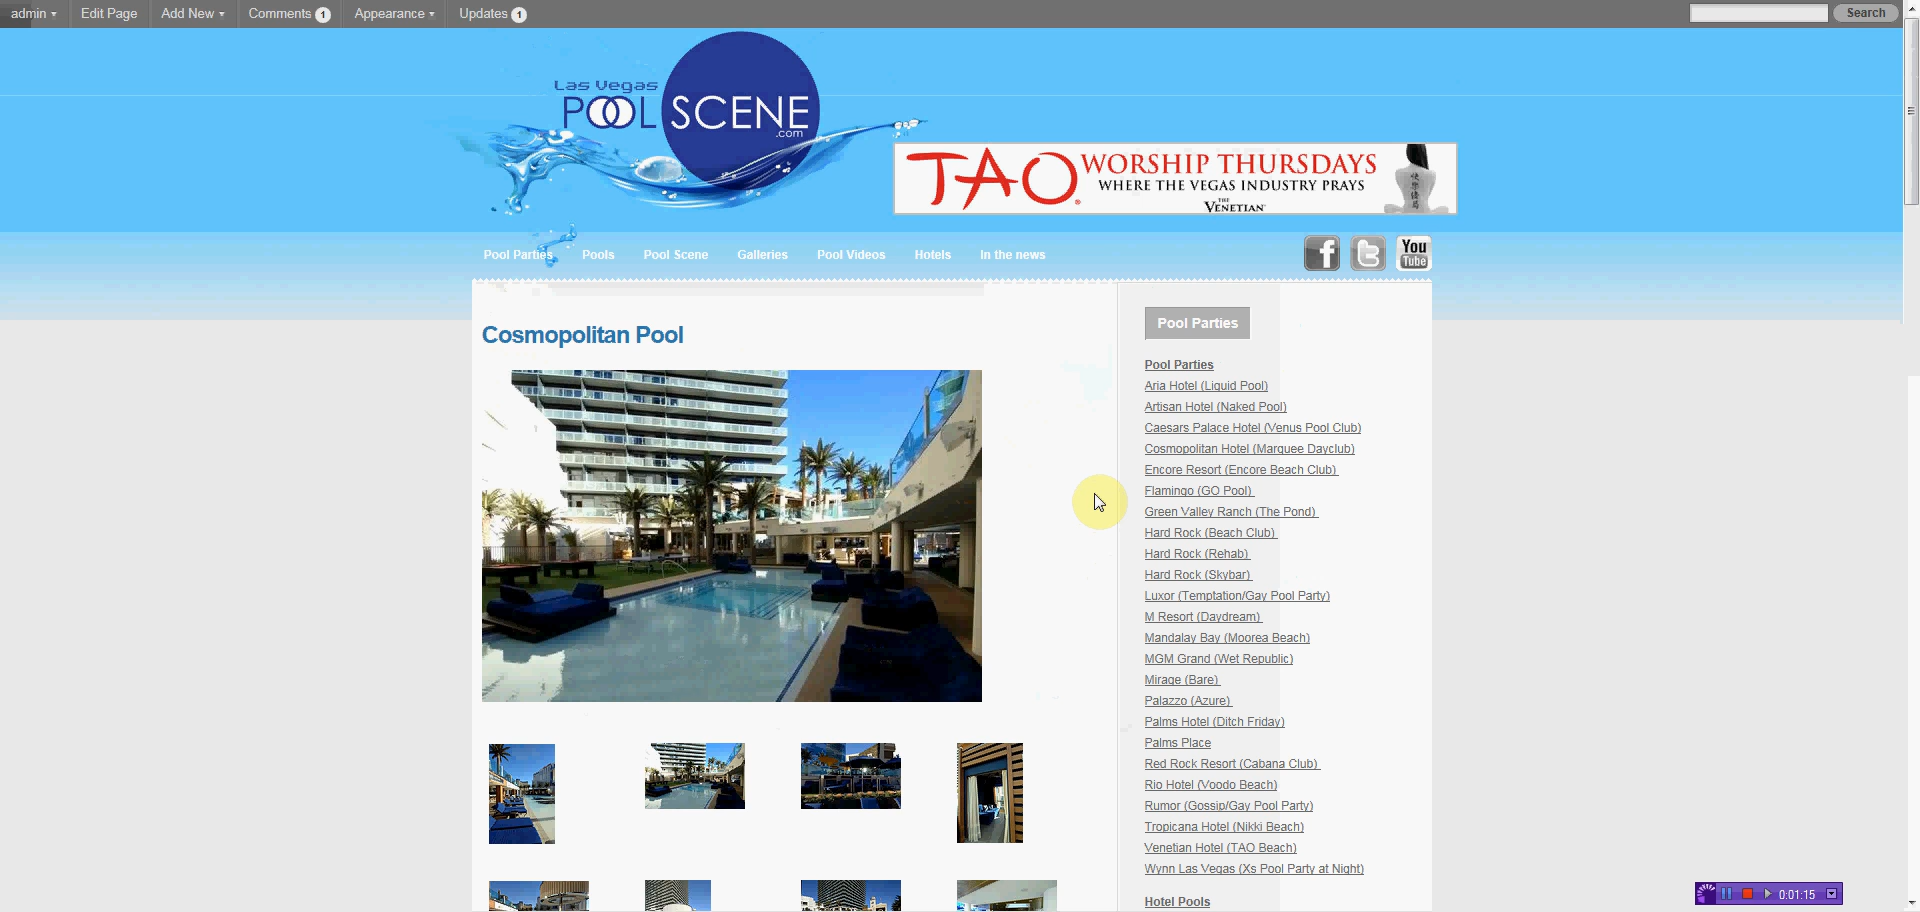 admin Edit Page Add New Comments 1 Appearance Updates 1 Search
Las Vegas
POOL SCENE
.com
TAO WORSHIP THURSDAYS
WHERE THE VEGAS INDUSTRY PRAYS
THE
VENETIAN
Pool Parties Pools Pool Scene Galleries Pool Videos Hotels In the news
f t You
Tube
Cosmopolitan Pool
Pool Parties
Pool Parties
Aria Hotel (Liquid Pool)
Artisan Hotel (Naked Pool)
Caesars Palace Hotel (Venus Pool Club)
Cosmopolitan Hotel (Marquee Dayclub)
Encore Resort (Encore Beach Club)
Flamingo (GO Pool)
Green Valley Ranch (The Pond)
Hard Rock (Beach Club)
Hard Rock (Rehab)
Hard Rock (Skybar)
Luxor (Temptation/Gay Pool Party)
M Resort (Daydream)
Mandalay Bay (Moorea Beach)
MGM Grand (Wet Republic)
Mirage (Bare)
Palazzo (Azure)
Palms Hotel (Ditch Friday)
Palms Place
Red Rock Resort (Cabana Club)
Rio Hotel (Voodo Beach)
Rumor (Gossip/Gay Pool Party)
Tropicana Hotel (Nikki Beach)
Venetian Hotel (TAO Beach)
Wynn Las Vegas (Xs Pool Party at Night)
Hotel Pools
0:01:15